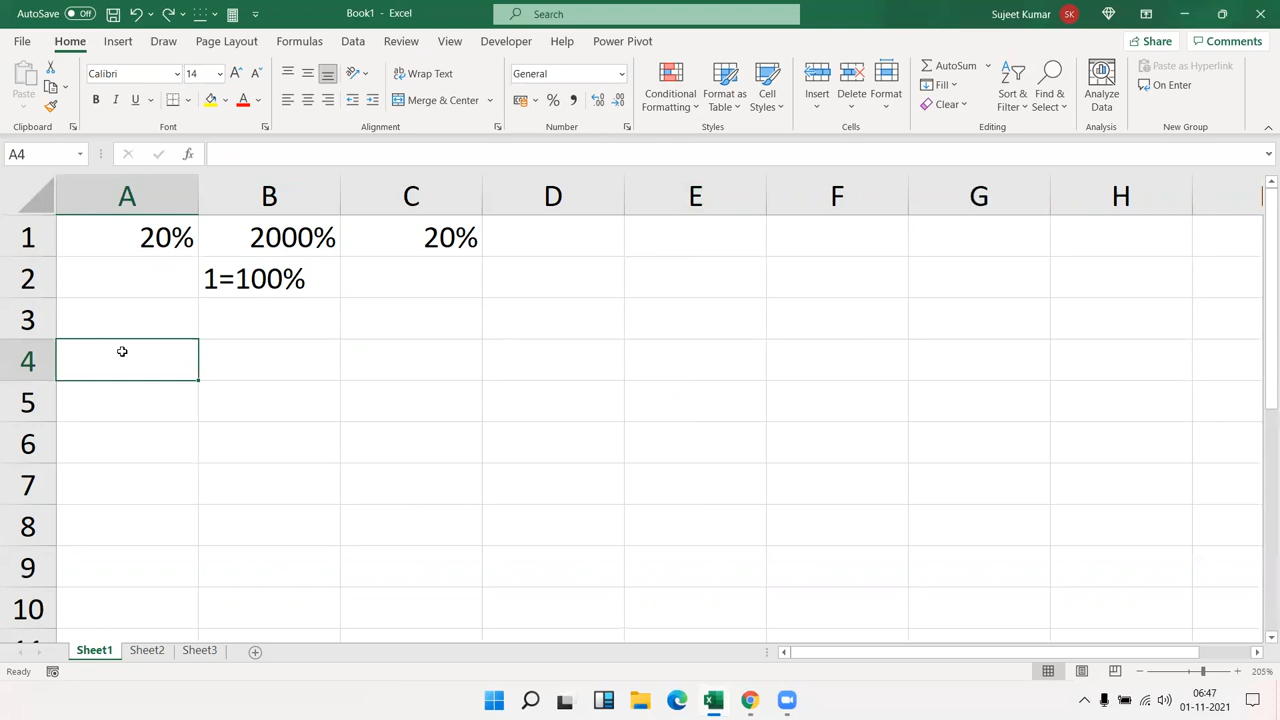 AutoSave Off Book1 - Excel Search Sujeet Kumar SK
File Home Insert Draw Page Layout Formulas Data Review View Developer Help Power Pivot Share Comments
Paste Calibri 14 Wrap Text General Conditional Formatting Format as Table Cell Styles Insert Delete Format AutoSum Sort & Filter Find & Select Analyze Data Paste as Hyperlink
B I U A Merge & Center % Fill On Enter
Clear
Clipboard Font Alignment Number Styles Cells Editing Analysis New Group
A4 fx
A B C D E F G H
1 20% 2000% 20%
2 1=100%
3
4
5
6
7
8
9
10
Sheet1 Sheet2 Sheet3
Ready 205%
06:47
01-11-2021